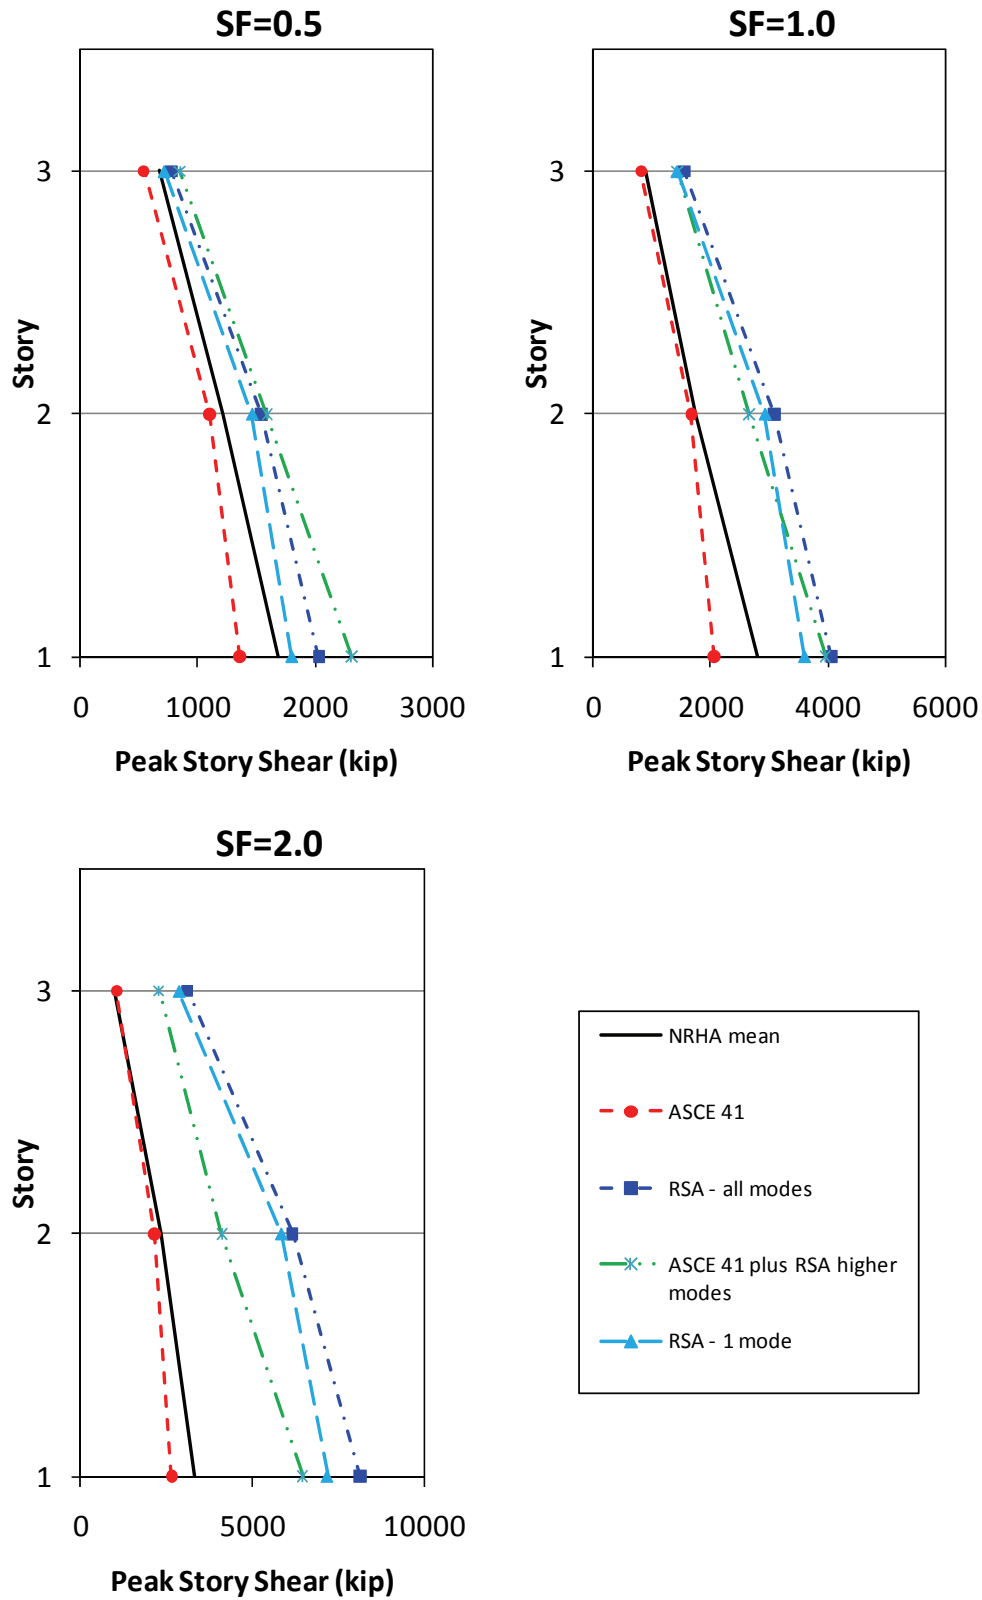 SF=0.5
3
2
1
Story
0 1000 2000 3000
Peak Story Shear (kip)
SF=1.0
3
2
1
Story
0 2000 4000 6000
Peak Story Shear (kip)
SF=2.0
3
2
1
Story
0 5000 10000
Peak Story Shear (kip)
NRHA mean
ASCE 41
RSA - all modes
ASCE 41 plus RSA higher
modes
RSA - 1 mode